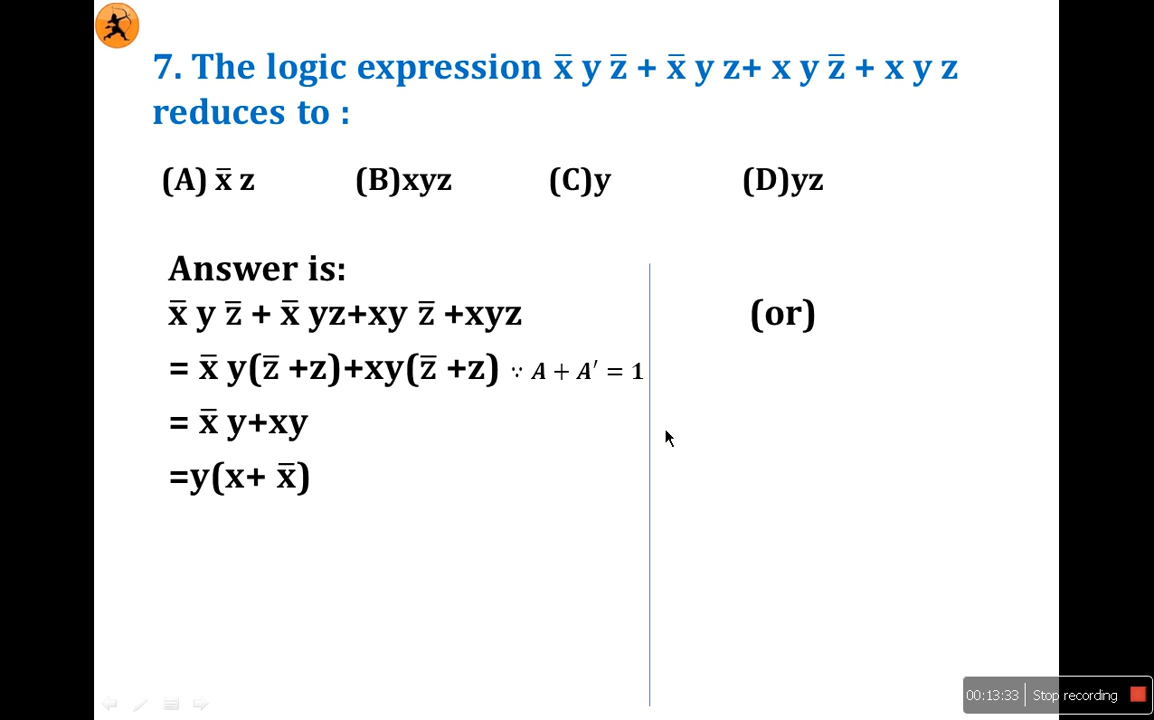 7. The logic expression x̅ y z̅ + x̅ y z+ x y z̅ + x y z
reduces to :
(A) x̅ z (B)xyz (C)y (D)yz
Answer is:
x̅ y z̅ + x̅ yz+xy z̅ +xyz
(or)
= x̅ y(z̅ +z)+xy(z̅ +z) ∵ A + A′ = 1
= x̅ y+xy
=y(x+ x̅)
00:13:33 Stop recording